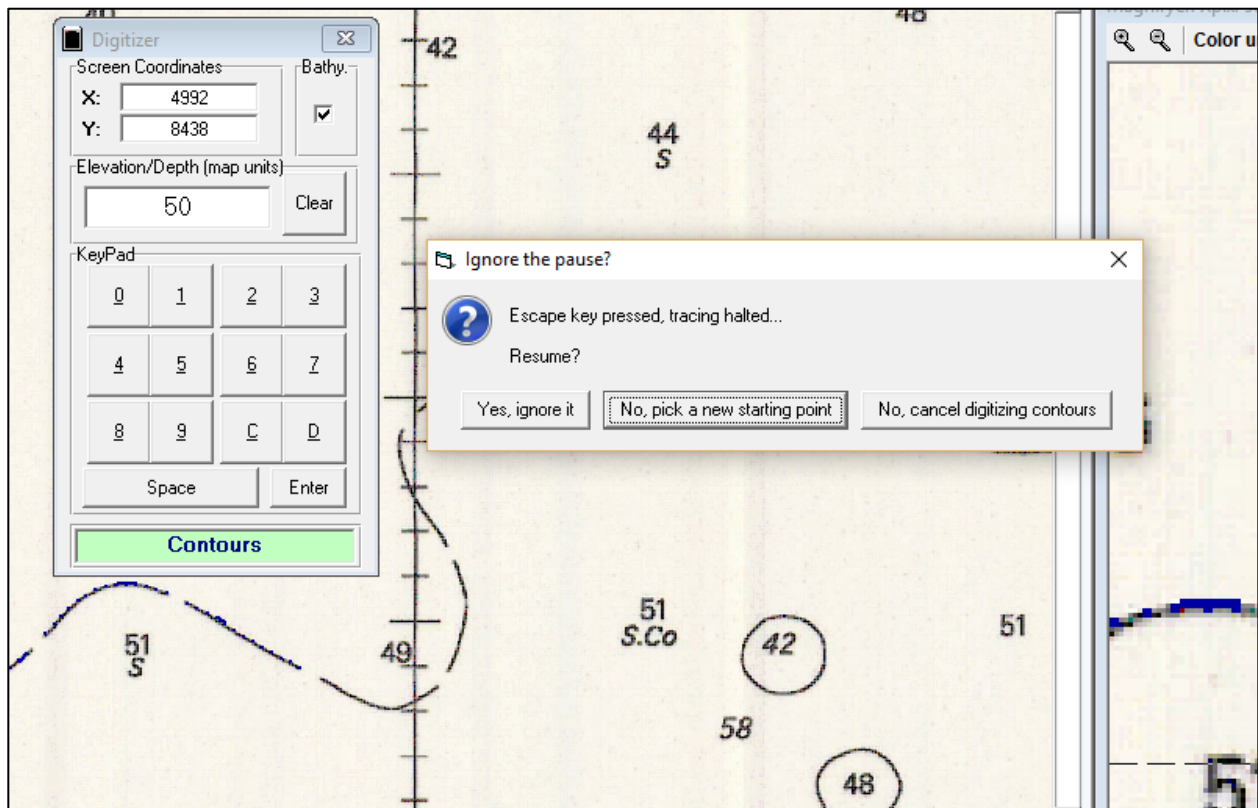 Digitizer
Screen Coordinates
Bathy.
X: 4992
Y: 8438
Elevation/Depth (map units)
50
Clear
KeyPad
0 1 2 3
4 5 6 7
8 9 C D
Space Enter
Contours
42
44
S
Ignore the pause?
Escape key pressed, tracing halted...
Resume?
Yes, ignore it
No, pick a new starting point
No, cancel digitizing contours
51
S
49
51
S.Co
42
51
58
48
Color u